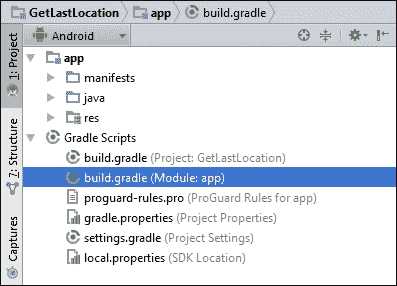 GetLastLocation app build.gradle
Android
1: Project
7: Structure
Captures
app
manifests
java
res
Gradle Scripts
build.gradle (Project: GetLastLocation)
build.gradle (Module: app)
proguard-rules.pro (ProGuard Rules for app)
gradle.properties (Project Properties)
settings.gradle (Project Settings)
local.properties (SDK Location)